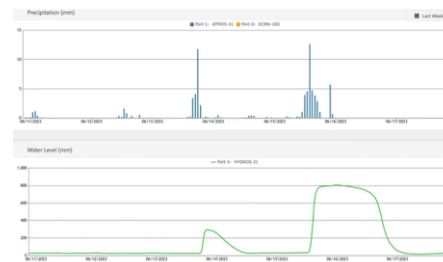 Precipitation (mm)
Last Week
Port 1: ATMOS 41 Port 5: ECRN-100
15
10
5
0
06/11/2023 06/12/2023 06/13/2023 06/14/2023 06/15/2023 06/16/2023 06/17/2023
Water Level (mm)
Port 4: HYDROS 21
1,000
800
600
400
200
0
06/11/2023 06/12/2023 06/13/2023 06/14/2023 06/15/2023 06/16/2023 06/17/2023